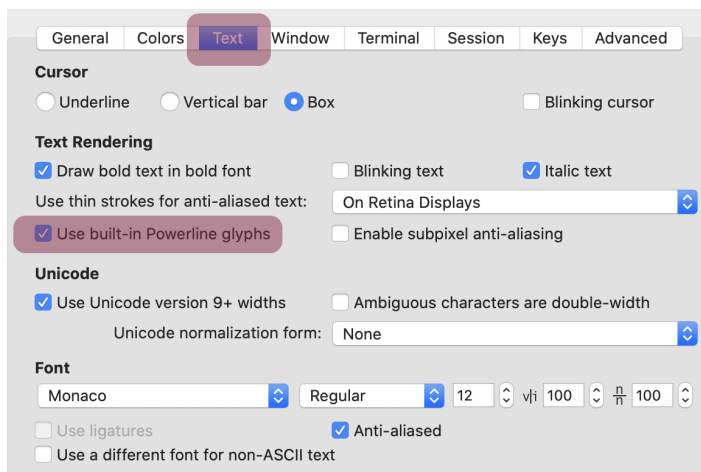 General Colors Text Window Terminal Session Keys Advanced
Cursor
Underline Vertical bar Box Blinking cursor
Text Rendering
Draw bold text in bold font Blinking text Italic text
Use thin strokes for anti-aliased text: On Retina Displays
Use built-in Powerline glyphs Enable subpixel anti-aliasing
Unicode
Use Unicode version 9+ widths Ambiguous characters are double-width
Unicode normalization form: None
Font
Monaco Regular 12 v|i 100 n/n 100
Use ligatures Anti-aliased
Use a different font for non-ASCII text